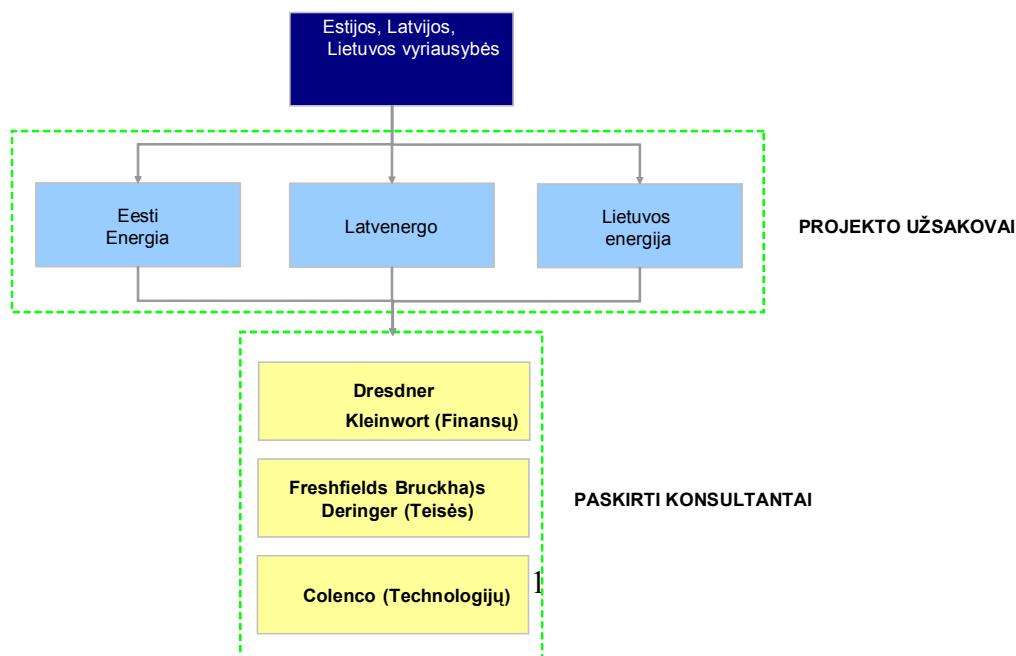 Estijos, Latvijos,
Lietuvos vyriausybės
Eesti
Energia
Latvenergo
Lietuvos
energija
PROJEKTO UŽSAKOVAI
Dresdner
Kleinwort (Finansų)
Freshfields Bruckha)s
Deringer (Teisės)
PASKIRTI KONSULTANTAI
Colenco (Technologijų)
1